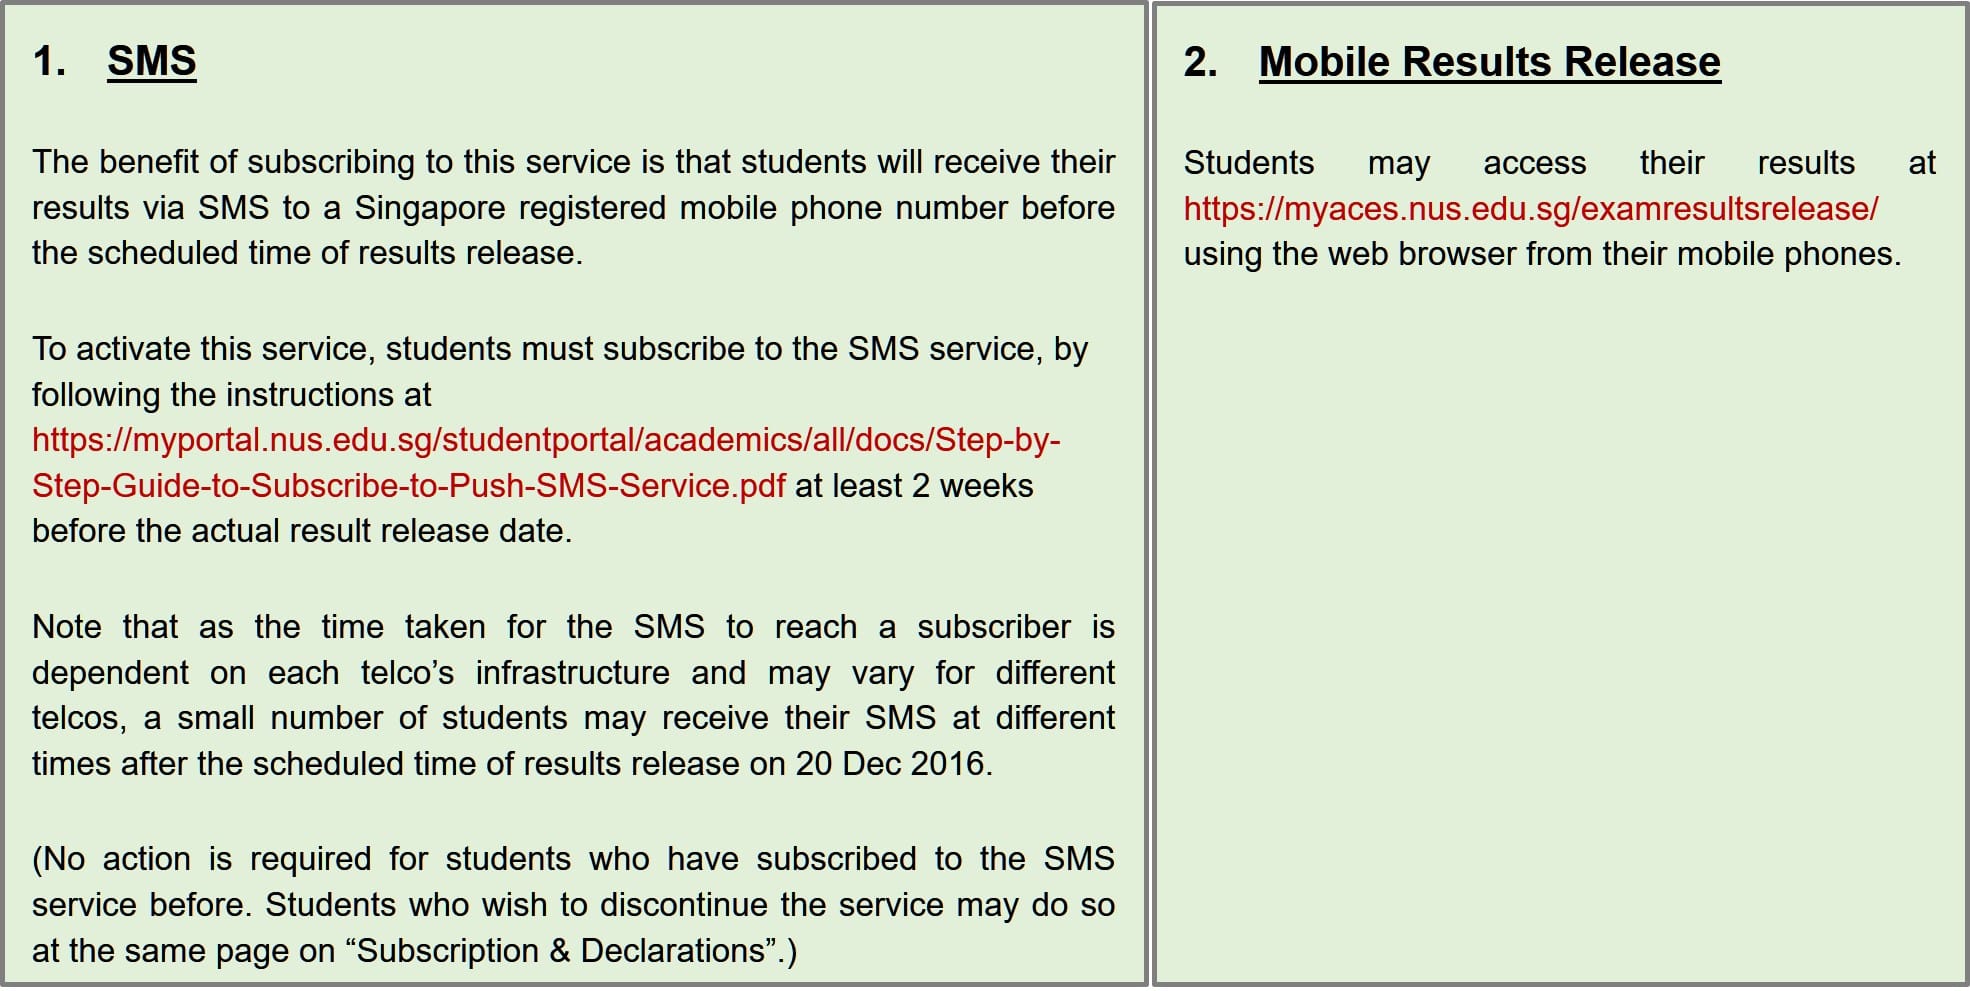 1. SMS
The benefit of subscribing to this service is that students will receive their
results via SMS to a Singapore registered mobile phone number before
the scheduled time of results release.
To activate this service, students must subscribe to the SMS service, by
following the instructions at
https://myportal.nus.edu.sg/studentportal/academics/all/docs/Step-by-
Step-Guide-to-Subscribe-to-Push-SMS-Service.pdf at least 2 weeks
before the actual result release date.
Note that as the time taken for the SMS to reach a subscriber is
dependent on each telco’s infrastructure and may vary for different
telcos, a small number of students may receive their SMS at different
times after the scheduled time of results release on 20 Dec 2016.
(No action is required for students who have subscribed to the SMS
service before. Students who wish to discontinue the service may do so
at the same page on “Subscription & Declarations”.)
2. Mobile Results Release
Students may access their results at
https://myaces.nus.edu.sg/examresultsrelease/
using the web browser from their mobile phones.